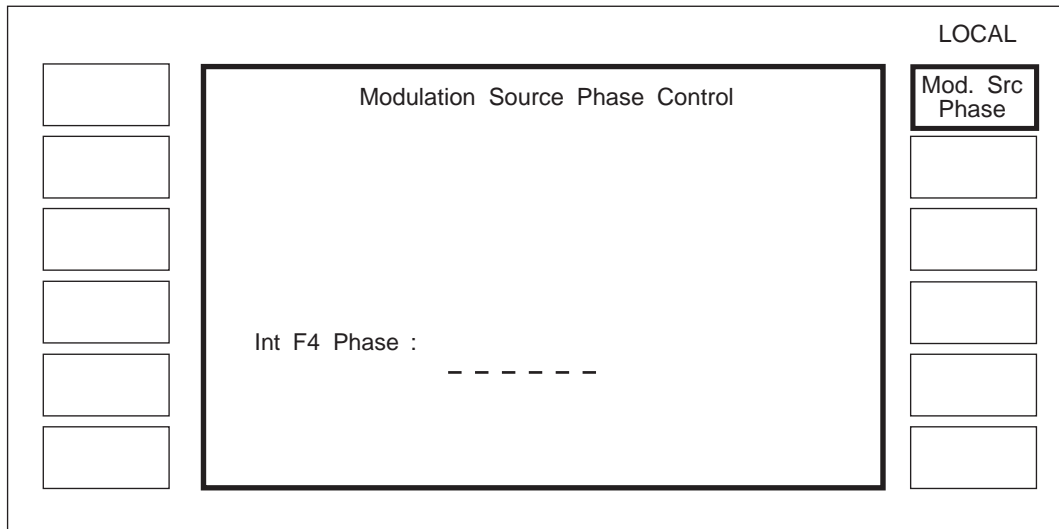 LOCAL
Modulation Source Phase Control
Mod. Src
Phase
Int F4 Phase :
_ _ _ _ _ _